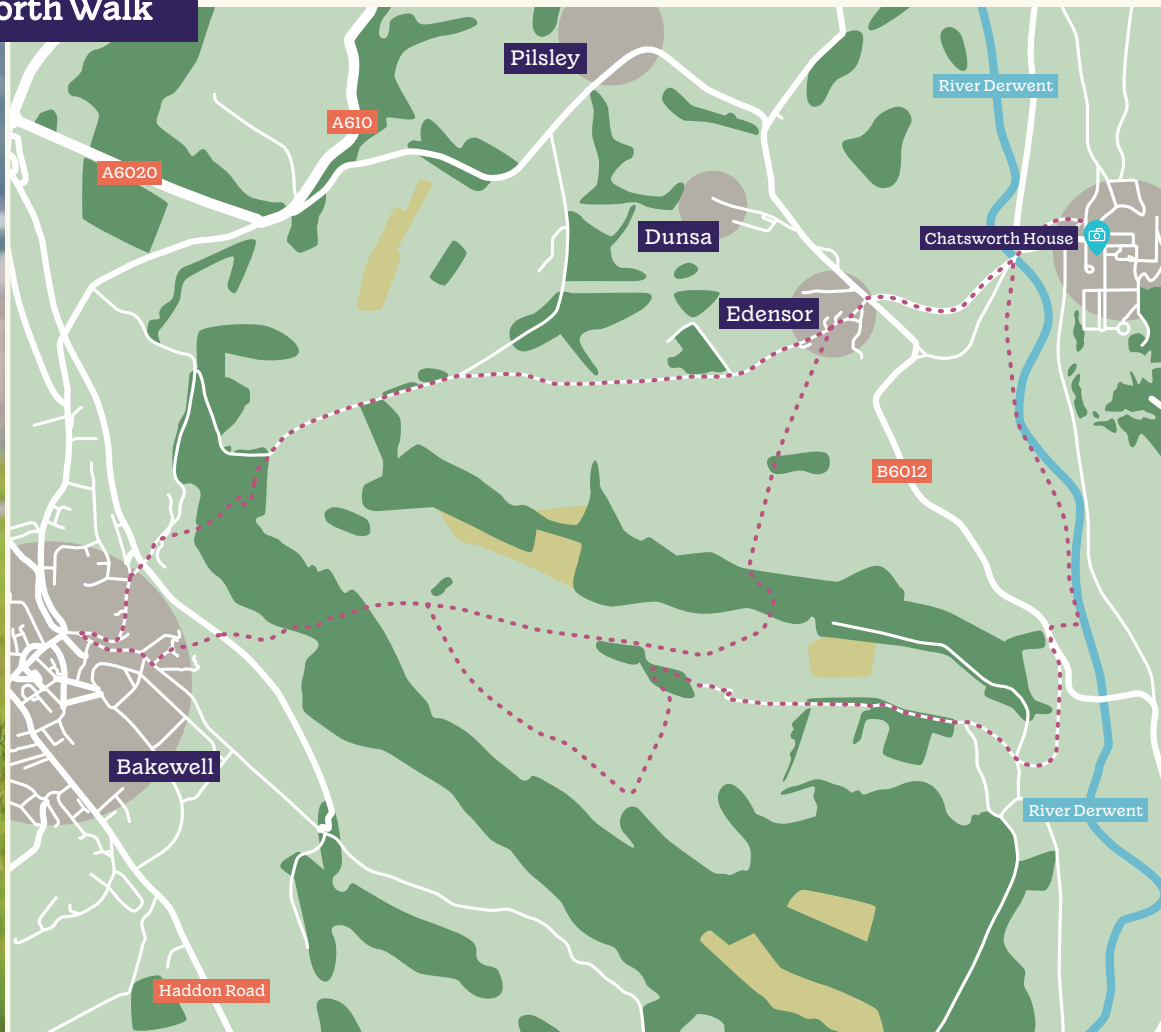 orth Walk
Pilsley
River Derwent
A610
A6020
Dunsa
Chatsworth House
Edensor
B6012
Bakewell
River Derwent
Haddon Road